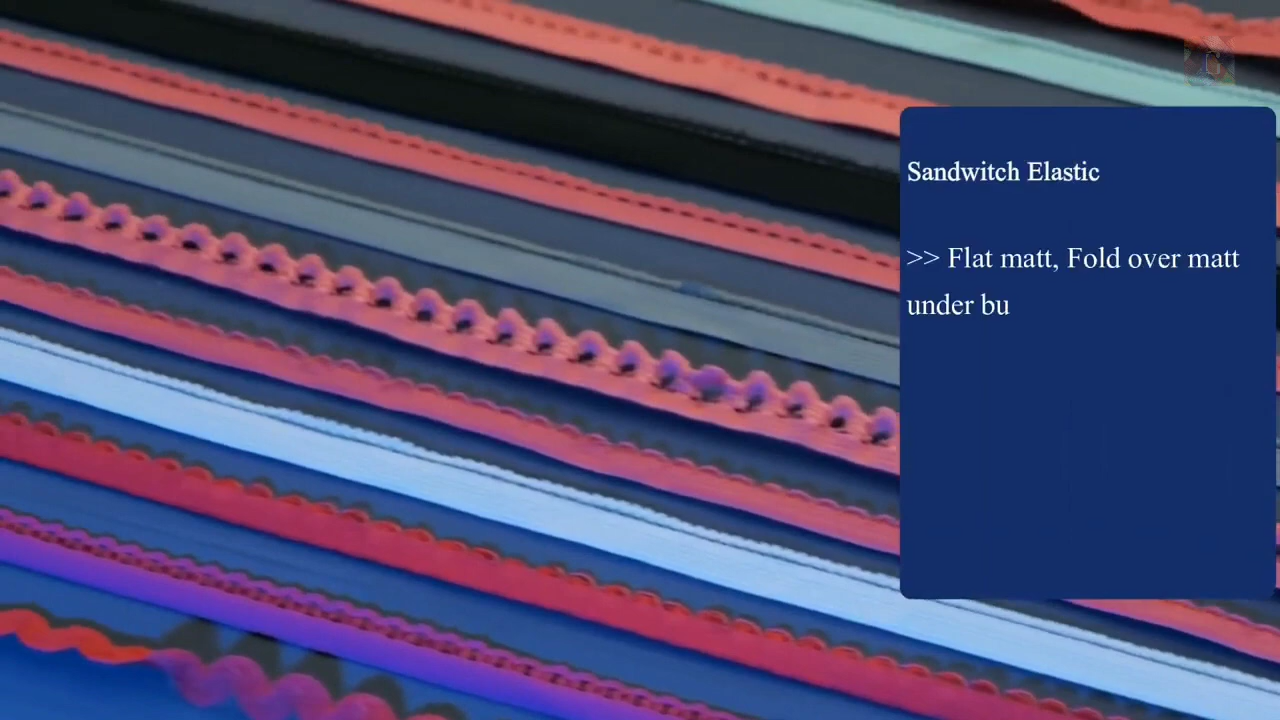 Sandwitch Elastic
>> Flat matt, Fold over matt
under bu